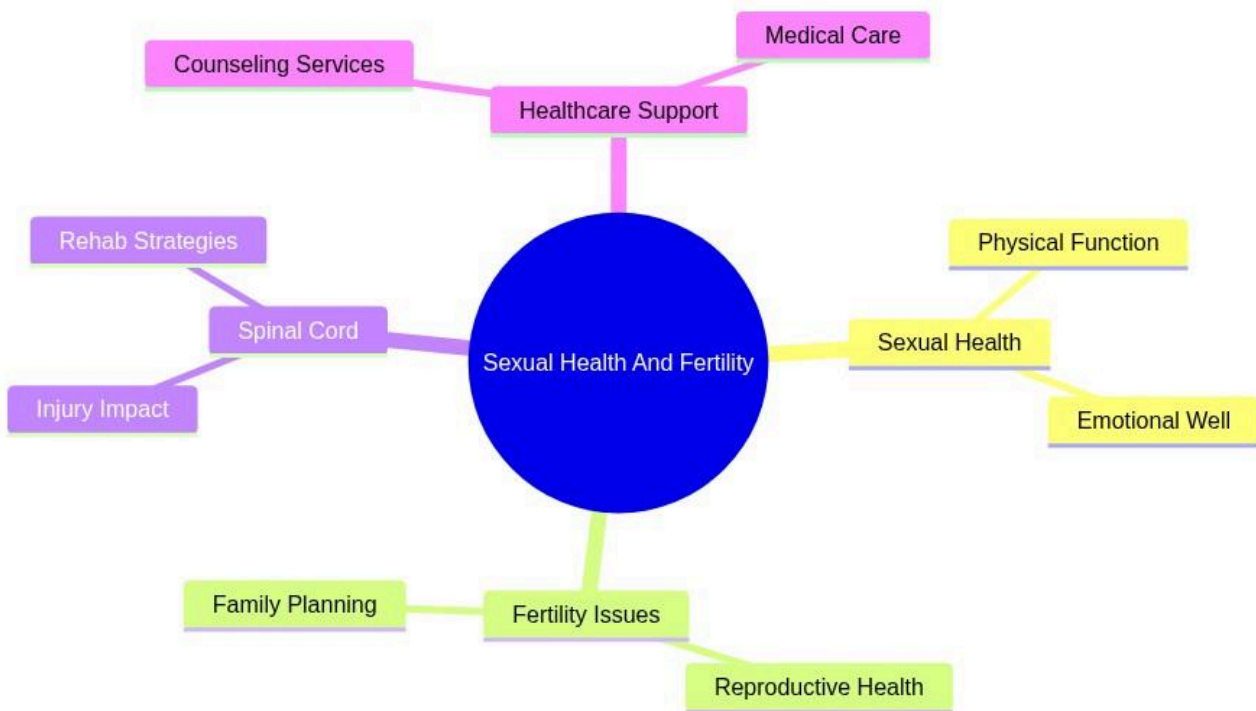 Medical Care
Counseling Services
Healthcare Support
Rehab Strategies
Physical Function
Spinal Cord
Sexual Health
Sexual Health And Fertility
Injury Impact
Emotional Well
Family Planning
Fertility Issues
Reproductive Health